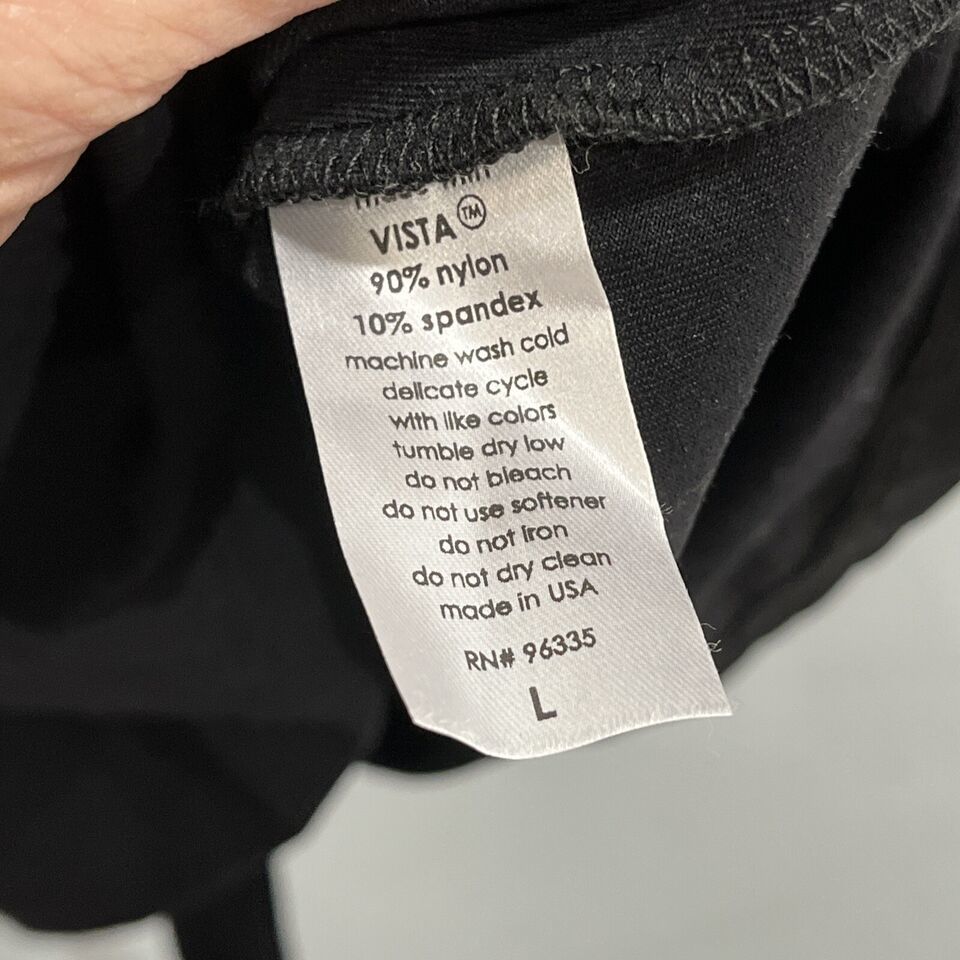 VISTA™
90% nylon
10% spandex
machine wash cold
delicate cycle
with like colors
tumble dry low
do not bleach
do not use softener
do not iron
do not dry clean
made in USA
RN# 96335
L